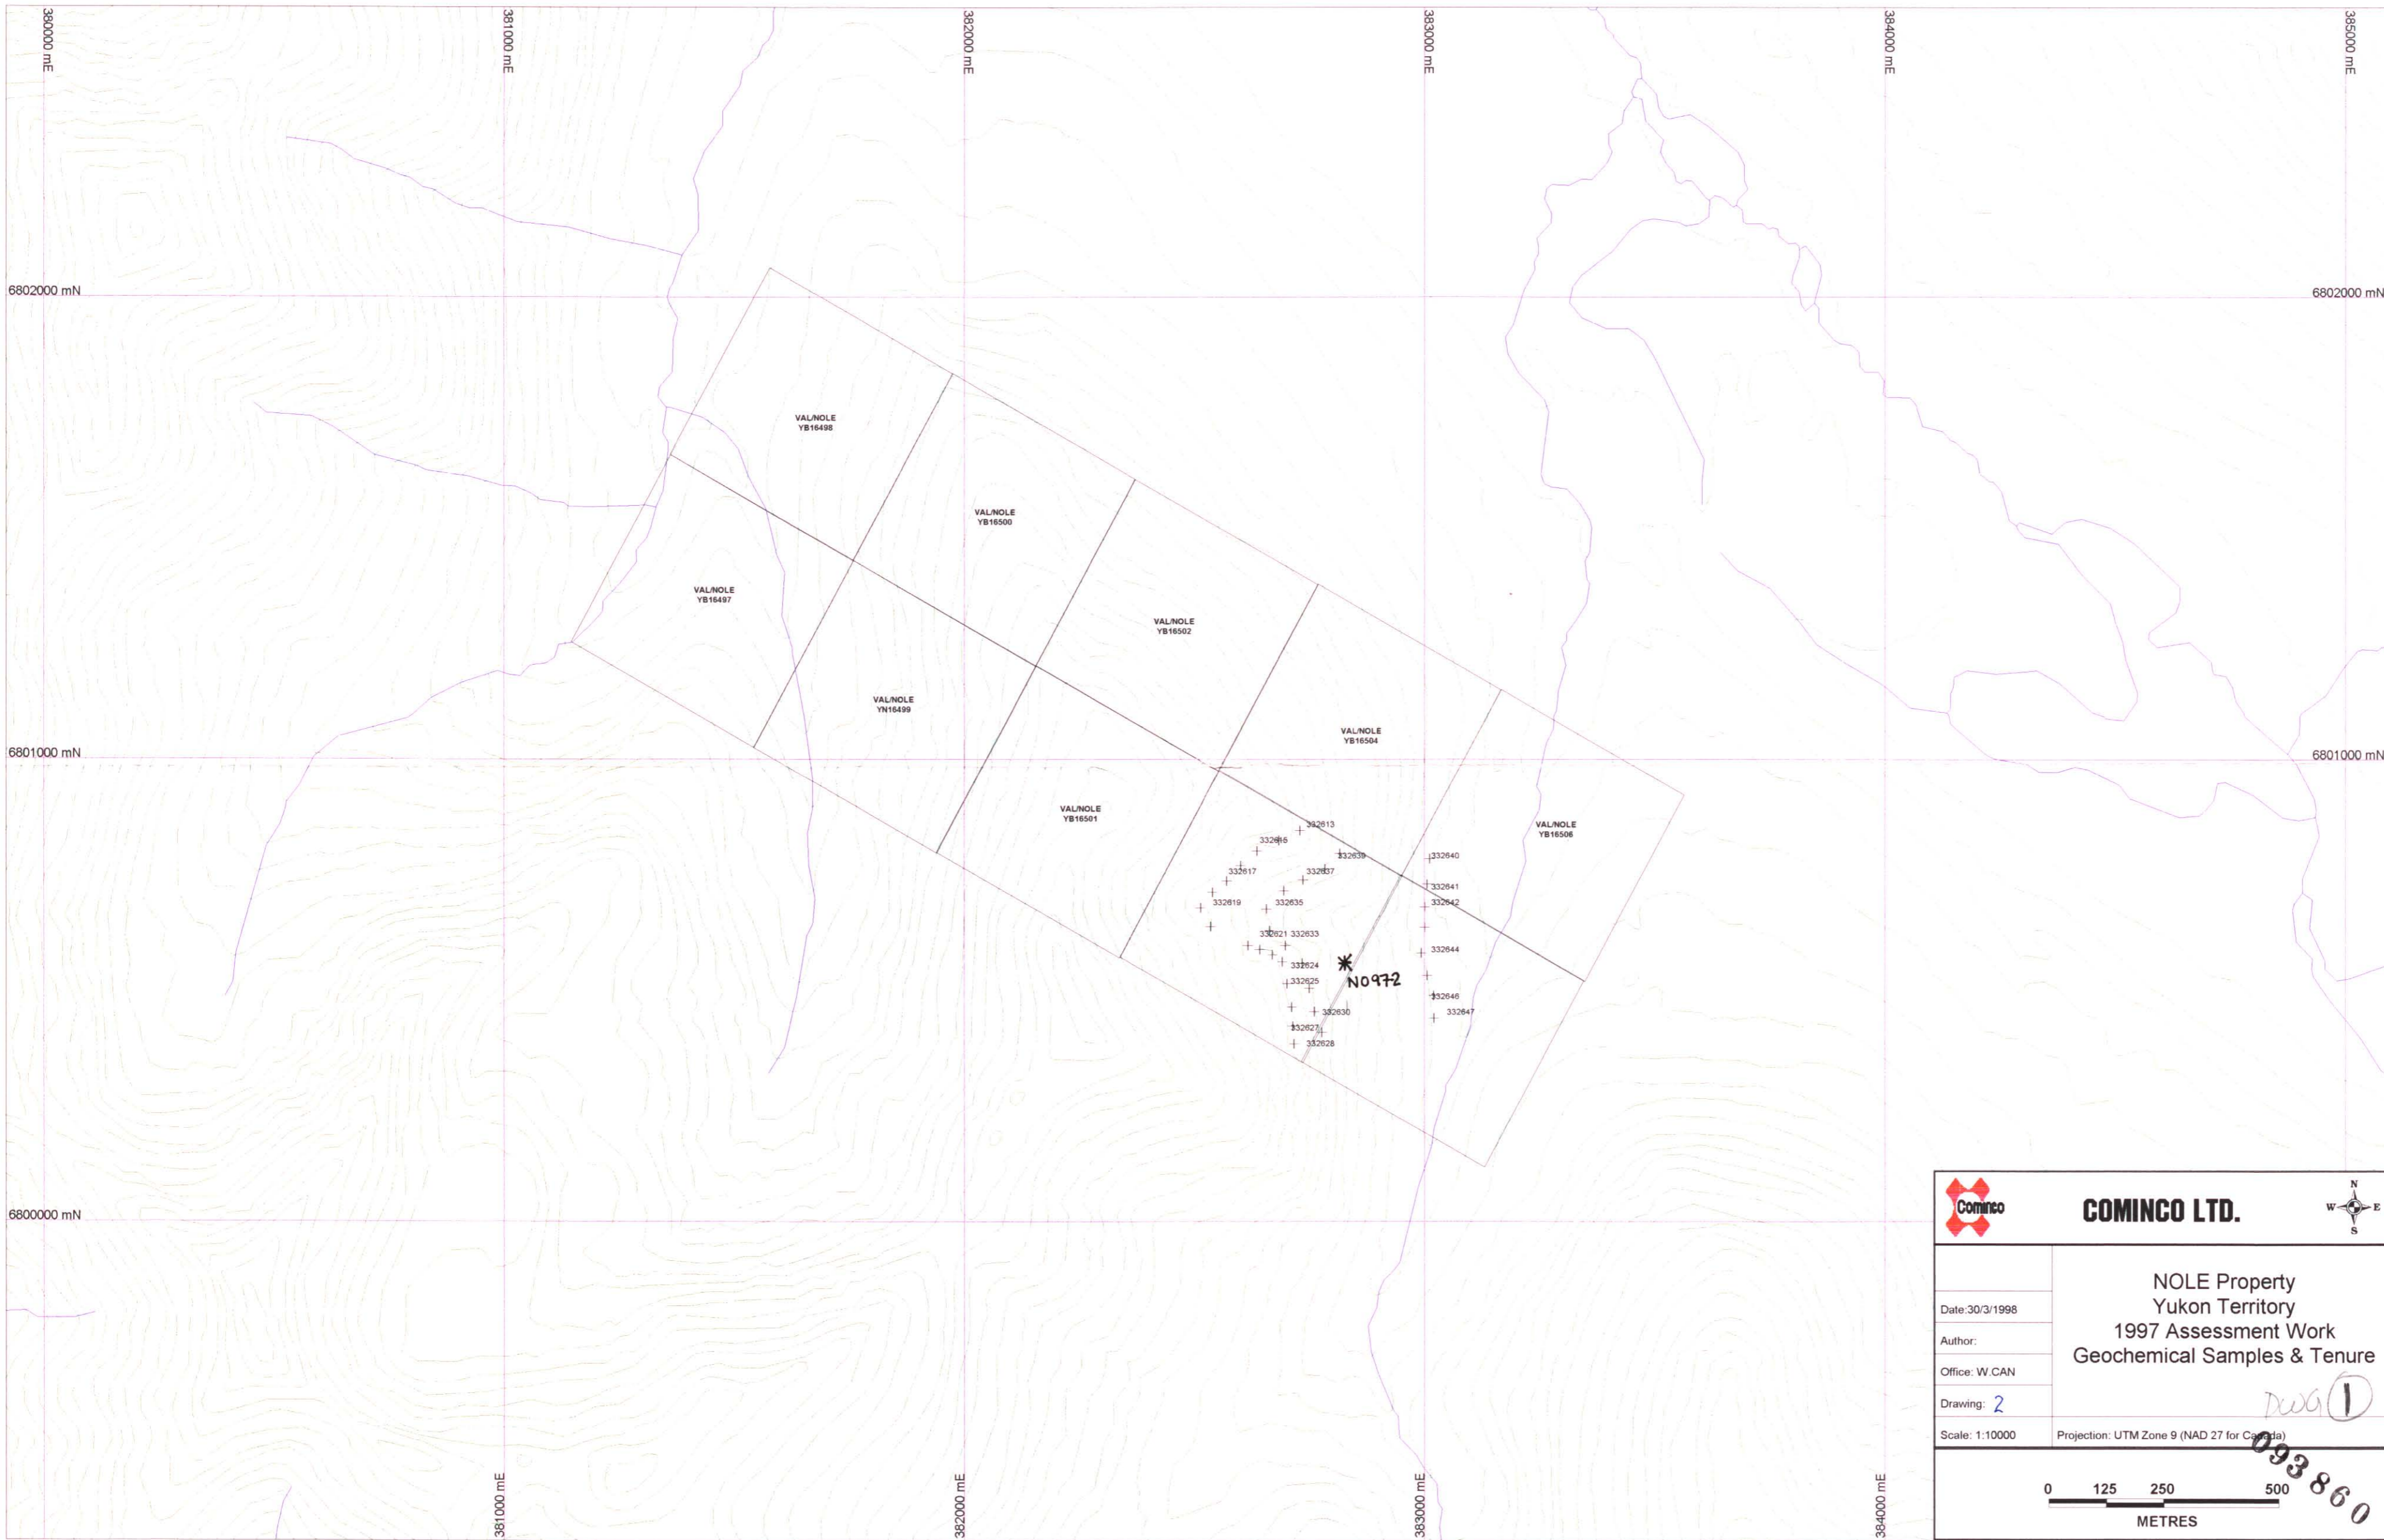 380000 mE
381000 mE
382000 mE
383000 mE
384000 mE
385000 mE
6802000 mN
6802000 mN
VAL/NOLE
YB16498
VAL/NOLE
YB16500
VAL/NOLE
YB16497
VAL/NOLE
YB16502
VAL/NOLE
YN16499
VAL/NOLE
YB16504
6801000 mN
6801000 mN
VAL/NOLE
YB16501
VAL/NOLE
YB16506
332613
332615
332639
332640
332617
332637
332641
332619
332635
332642
332621
332633
332644
332624
N0972
332625
332646
332630
332647
332627
332628
6800000 mN
Cominco
COMINCO LTD.
N
W
E
S
NOLE Property
Yukon Territory
1997 Assessment Work
Geochemical Samples & Tenure
Date:30/3/1998
Author:
Office: W.CAN
Drawing: 2
DWG 1
Scale: 1:10000
Projection: UTM Zone 9 (NAD 27 for Canada)
093860
0 125 250 500
METRES
381000 mE
382000 mE
383000 mE
384000 mE